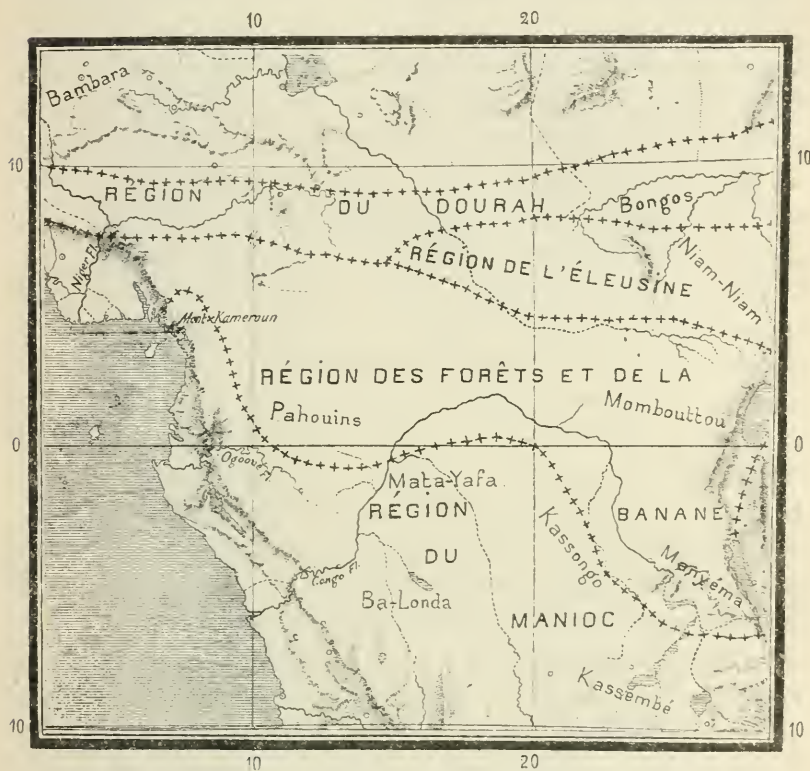 10 20
Bambara
10 10
RÉGION DU DOURAH Bongos
Niger Fl.
RÉGION DE L'ÉLEUSINE
Niam-Niam
Mont Kameroun
RÉGION DES FORÊTS ET DE LA
Pahouins
Mombouttou
0 0
Ogooué Fl.
Mata-Yafa
RÉGION
BANANE
Kassongo
DU
Manyéma
Congo Fl.
Ba-Londa
MANIOC
Kassembé
10 10
10 20